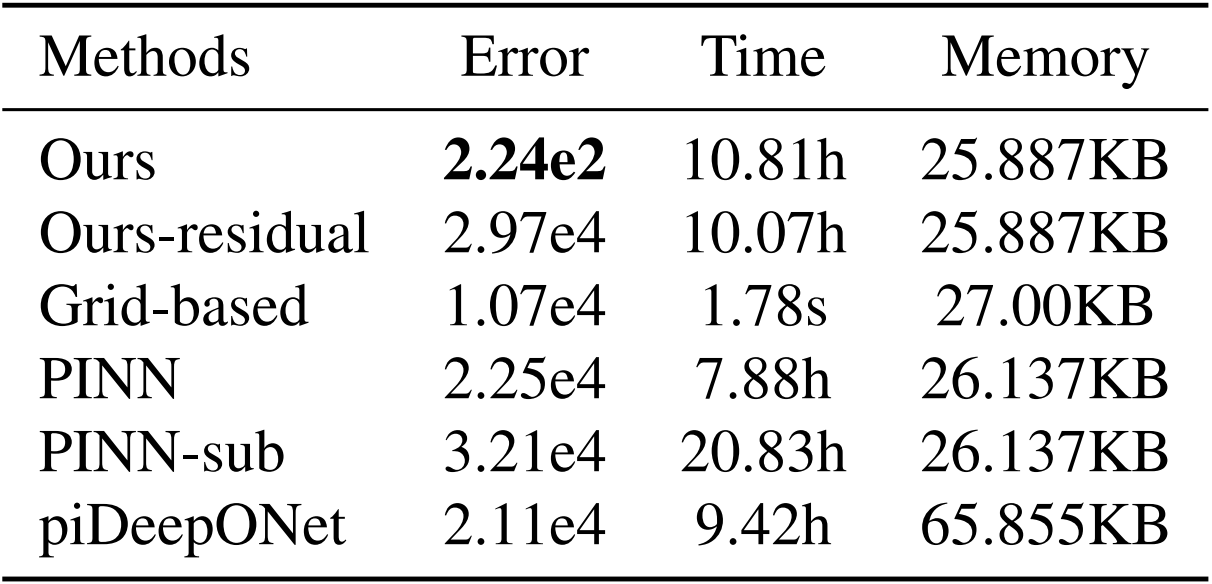 Methods Error Time Memory
Ours 2.24e2 10.81h 25.887KB
Ours-residual 2.97e4 10.07h 25.887KB
Grid-based 1.07e4 1.78s 27.00KB
PINN 2.25e4 7.88h 26.137KB
PINN-sub 3.21e4 20.83h 26.137KB
piDeepONet 2.11e4 9.42h 65.855KB